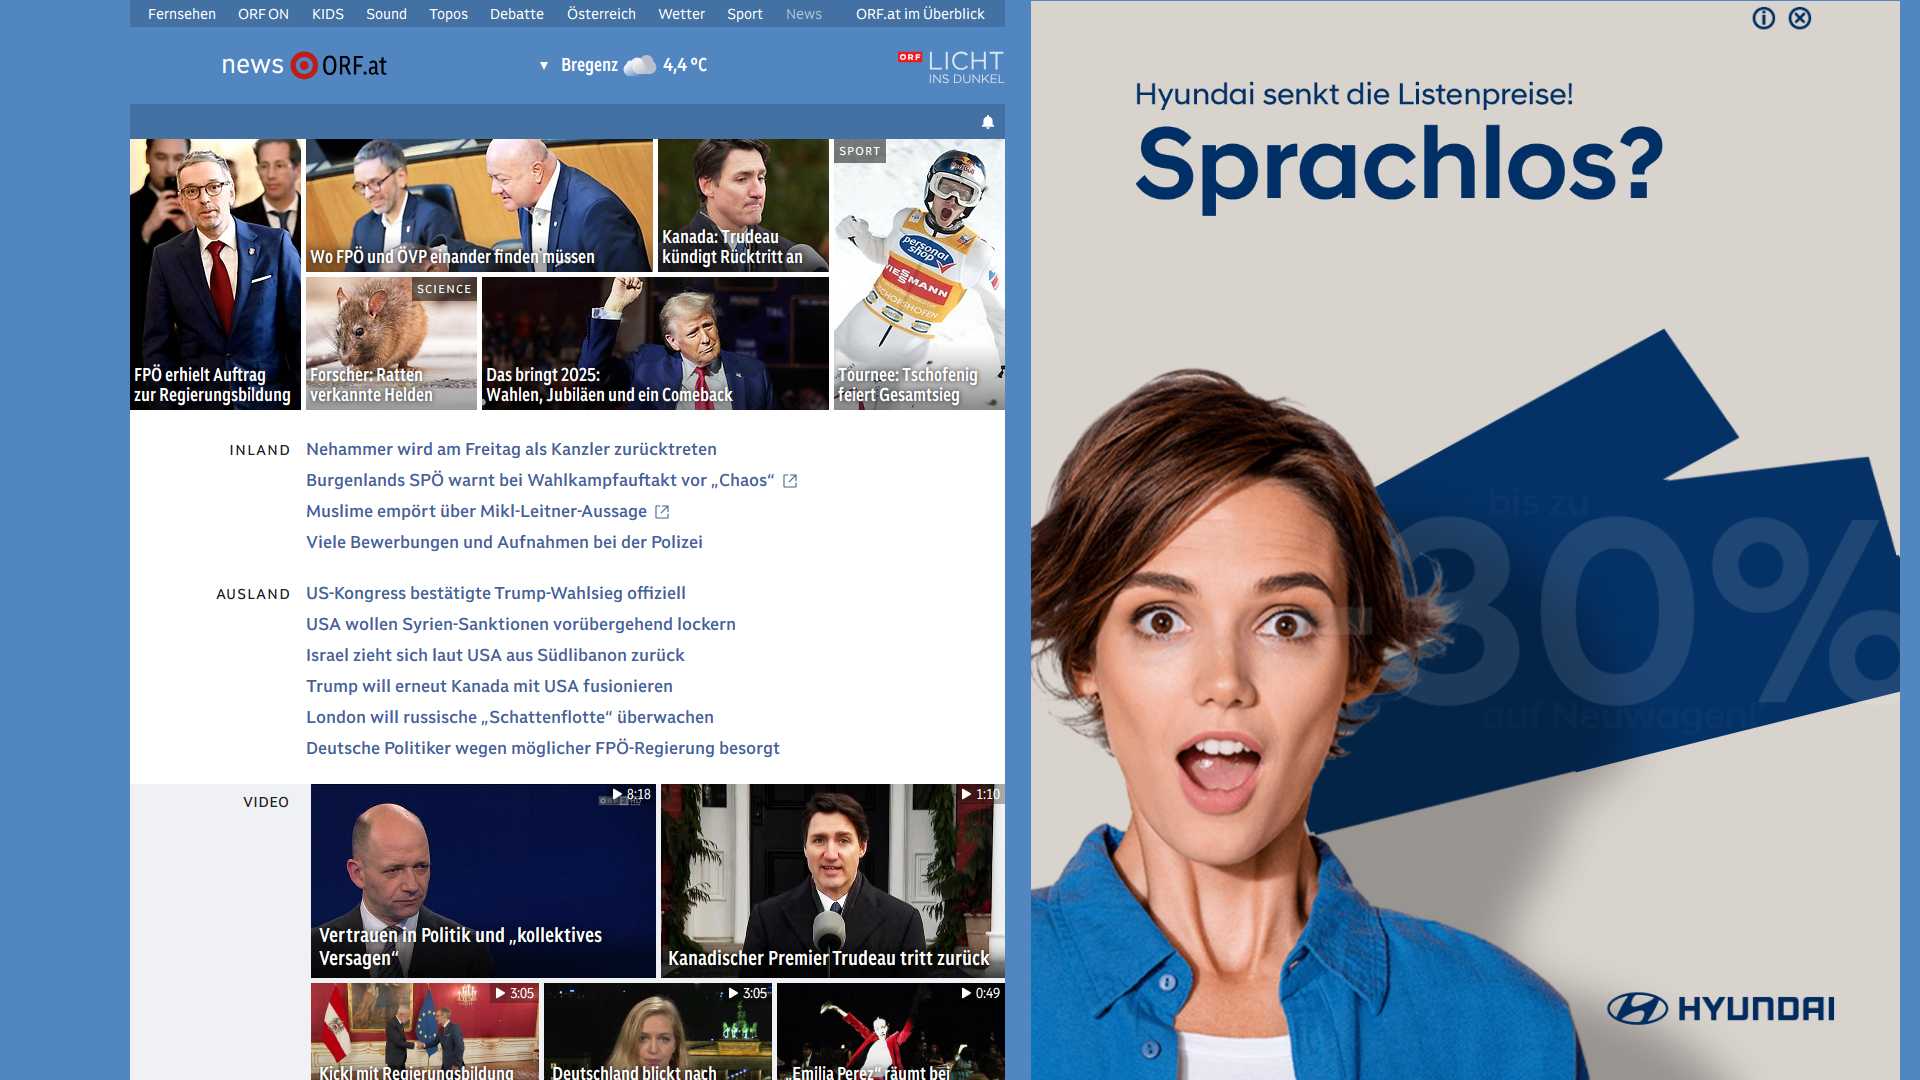 Fernsehen ORF ON KIDS Sound Topos Debatte Österreich Wetter Sport News ORF.at im Überblick
news ORF.at
Bregenz 4,4 °C
ORF LICHT
INS DUNKEL
FPÖ erhielt Auftrag
zur Regierungsbildung
Wo FPÖ und ÖVP einander finden müssen
Kanada: Trudeau
kündigt Rücktritt an
SPORT
personal
shop
VIESSMANN
Tournee: Tschofenig
feiert Gesamtsieg
SCIENCE
Forscher: Ratten
verkannte Helden
Das bringt 2025:
Wahlen, Jubiläen und ein Comeback
INLAND
Nehammer wird am Freitag als Kanzler zurücktreten
Burgenlands SPÖ warnt bei Wahlkampfauftakt vor „Chaos“
Muslime empört über Mikl-Leitner-Aussage
Viele Bewerbungen und Aufnahmen bei der Polizei
AUSLAND
US-Kongress bestätigte Trump-Wahlsieg offiziell
USA wollen Syrien-Sanktionen vorübergehend lockern
Israel zieht sich laut USA aus Südlibanon zurück
Trump will erneut Kanada mit USA fusionieren
London will russische „Schattenflotte“ überwachen
Deutsche Politiker wegen möglicher FPÖ-Regierung besorgt
VIDEO
8:18
Vertrauen in Politik und „kollektives
Versagen“
1:10
Kanadischer Premier Trudeau tritt zurück
3:05
Kickl mit Regierungsbildung
3:05
Deutschland blickt nach
0:49
„Emilia Perez“ räumt bei
Hyundai senkt die Listenpreise!
Sprachlos?
bis zu
30%
auf Neuwagen!
HYUNDAI